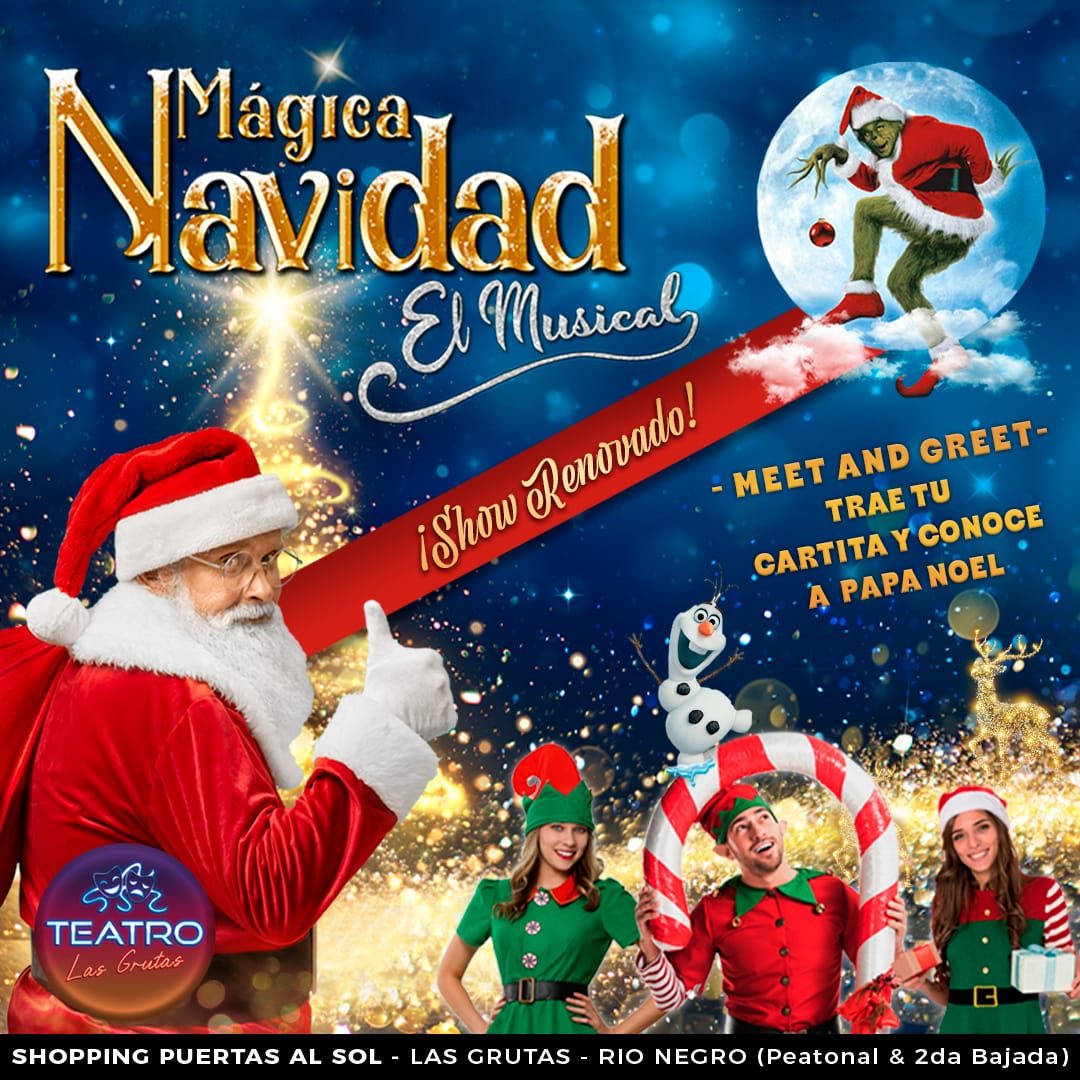 Mágica
Navidad
El Musical
¡Show Renovado!
- MEET AND GREET-
TRAE TU
CARTITA Y CONOCE
A PAPA NOEL
TEATRO
Las Grutas
SHOPPING PUERTAS AL SOL - LAS GRUTAS - RIO NEGRO (Peatonal & 2da Bajada)